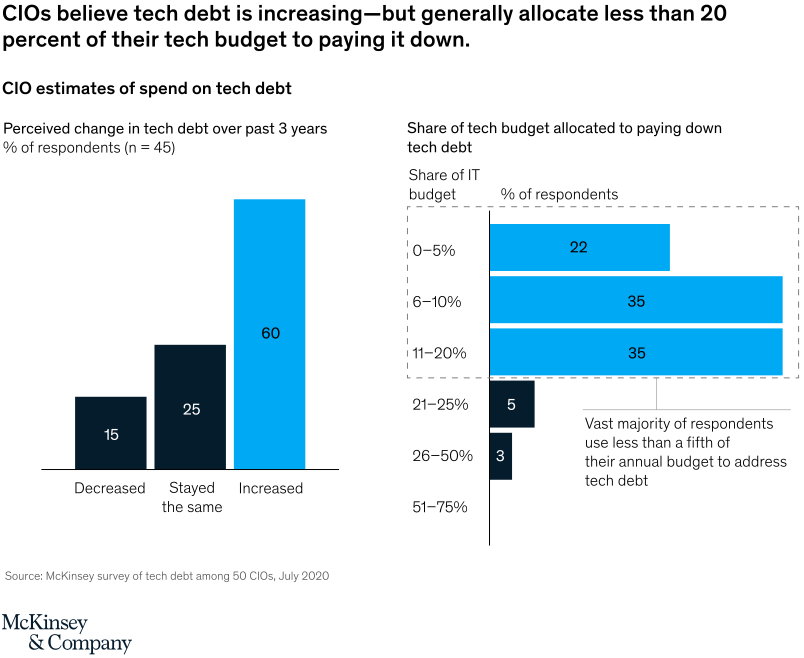 CIOs believe tech debt is increasing—but generally allocate less than 20
percent of their tech budget to paying it down.
CIO estimates of spend on tech debt
Perceived change in tech debt over past 3 years
% of respondents (n = 45)
15
25
60
Decreased
Stayed
the same
Increased
Share of tech budget allocated to paying down
tech debt
Share of IT
budget
% of respondents
0–5%
22
6–10%
35
11–20%
35
21–25%
5
26–50%
3
51–75%
Vast majority of respondents
use less than a fifth of
their annual budget to address
tech debt
Source: McKinsey survey of tech debt among 50 CIOs, July 2020
McKinsey
& Company